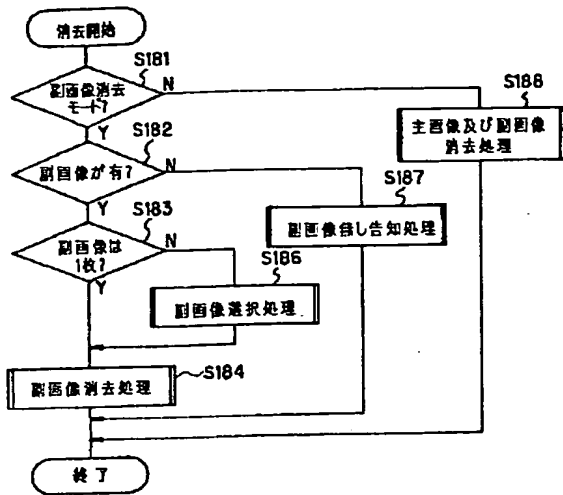 消去開始
S181
副画像消去
モード?
N
Y
S188
主画像及び副画像
消去処理
S182
副画像が有?
N
Y
S187
副画像無し告知処理
S183
副画像は
1枚?
N
Y
S186
副画像選択処理
副画像消去処理
S184
終了